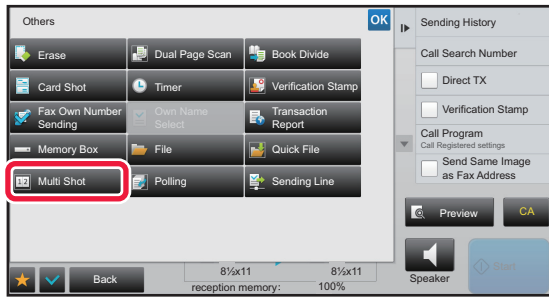 Others
OK
Erase
Dual Page Scan
Book Divide
Card Shot
Timer
Verification Stamp
Fax Own Number
Sending
Own Name
Select
Transaction
Report
Memory Box
File
Quick File
1 2
Multi Shot
Polling
Sending Line
Back
8½x11
8½x11
reception memory:
100%
Sending History
Call Search Number
Direct TX
Verification Stamp
Call Program
Call Registered settings
Send Same Image
as Fax Address
Preview
CA
Speaker
Start